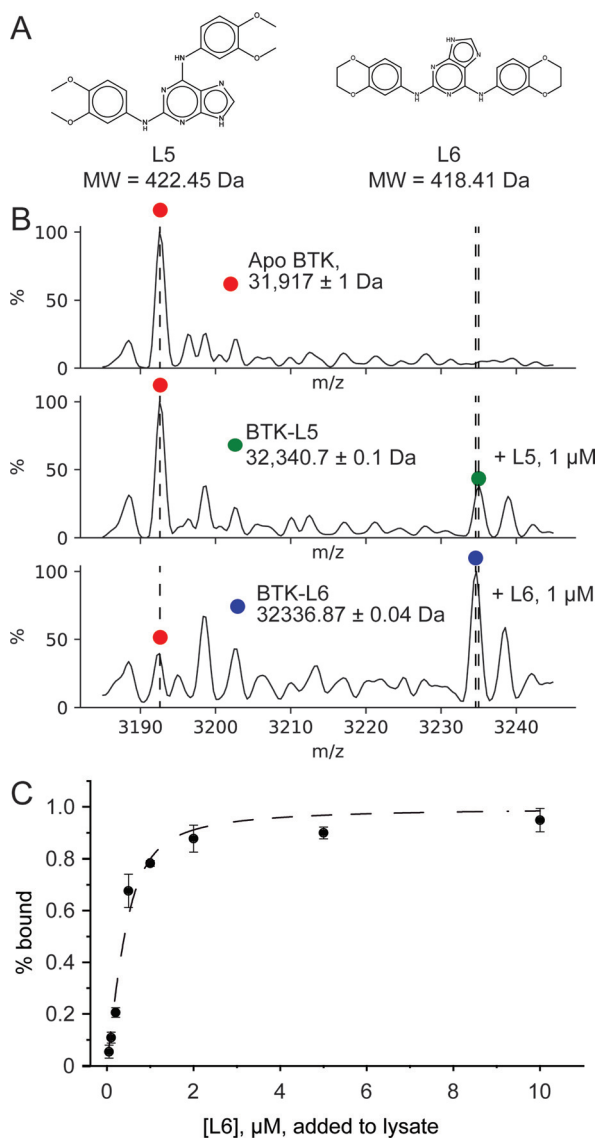 A
L5
MW = 422.45 Da
L6
MW = 418.41 Da
B
100
50
0
%
Apo BTK,
31,917 ± 1 Da
m/z
100
50
0
%
BTK-L5
32,340.7 ± 0.1 Da
+ L5, 1 µM
m/z
100
50
0
%
BTK-L6
32336.87 ± 0.04 Da
+ L6, 1 µM
3190 3200 3210 3220 3230 3240
m/z
C
1.0
0.8
0.6
0.4
0.2
0
% bound
0 2 4 6 8 10
[L6], µM, added to lysate